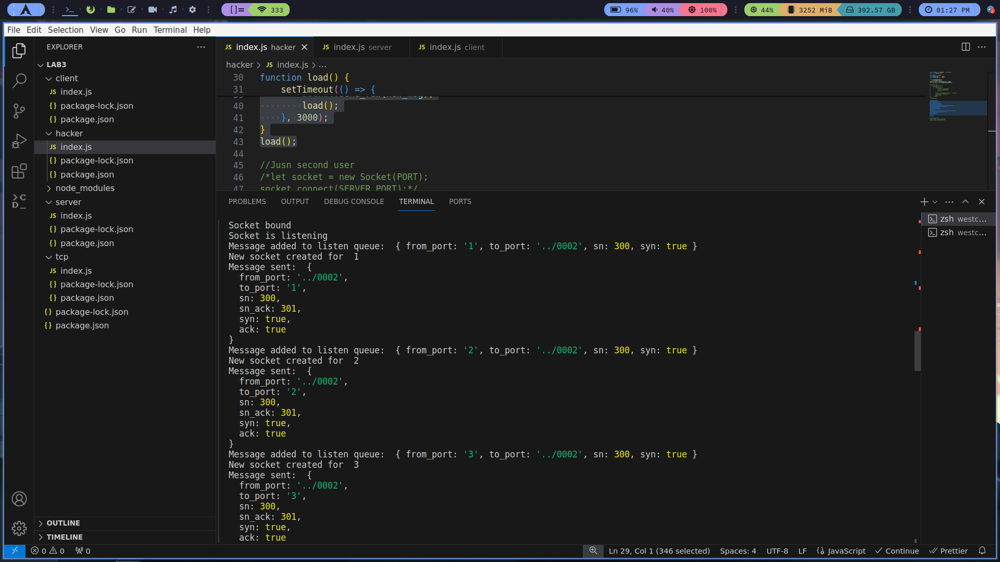 []= 333 96% 40% 100% 44% 3252 MiB 392.57 GB 01:27 PM 2
File Edit Selection View Go Run Terminal Help
EXPLORER
LAB3
client
JS index.js
{} package-lock.json
{} package.json
hacker
JS index.js
{} package-lock.json
{} package.json
node_modules
server
JS index.js
{} package-lock.json
{} package.json
tcp
JS index.js
{} package-lock.json
{} package.json
{} package-lock.json
{} package.json
OUTLINE
TIMELINE
JS index.js hacker JS index.js server JS index.js client
hacker > JS index.js > ...
30 function load() {
31 setTimeout(() => {
40 load();
41 }, 3000);
42 }
43 load();
44
45 //Jusn second user
46 /*let socket = new Socket(PORT);
47 socket.connect(SERVER_PORT);*/
PROBLEMS OUTPUT DEBUG CONSOLE TERMINAL PORTS
Socket bound
Socket is listening
Message added to listen queue:  { from_port: '1', to_port: '../0002', sn: 300, syn: true }
New socket created for  1
Message sent:  {
from_port: '../0002',
to_port: '1',
sn: 300,
sn_ack: 301,
syn: true,
ack: true
}
Message added to listen queue:  { from_port: '2', to_port: '../0002', sn: 300, syn: true }
New socket created for  2
Message sent:  {
from_port: '../0002',
to_port: '2',
sn: 300,
sn_ack: 301,
syn: true,
ack: true
}
Message added to listen queue:  { from_port: '3', to_port: '../0002', sn: 300, syn: true }
New socket created for  3
Message sent:  {
from_port: '../0002',
to_port: '3',
sn: 300,
sn_ack: 301,
syn: true,
ack: true
zsh westc...
zsh westc...
0 0 0 Ln 29, Col 1 (346 selected) Spaces: 4 UTF-8 LF JavaScript Continue Prettier